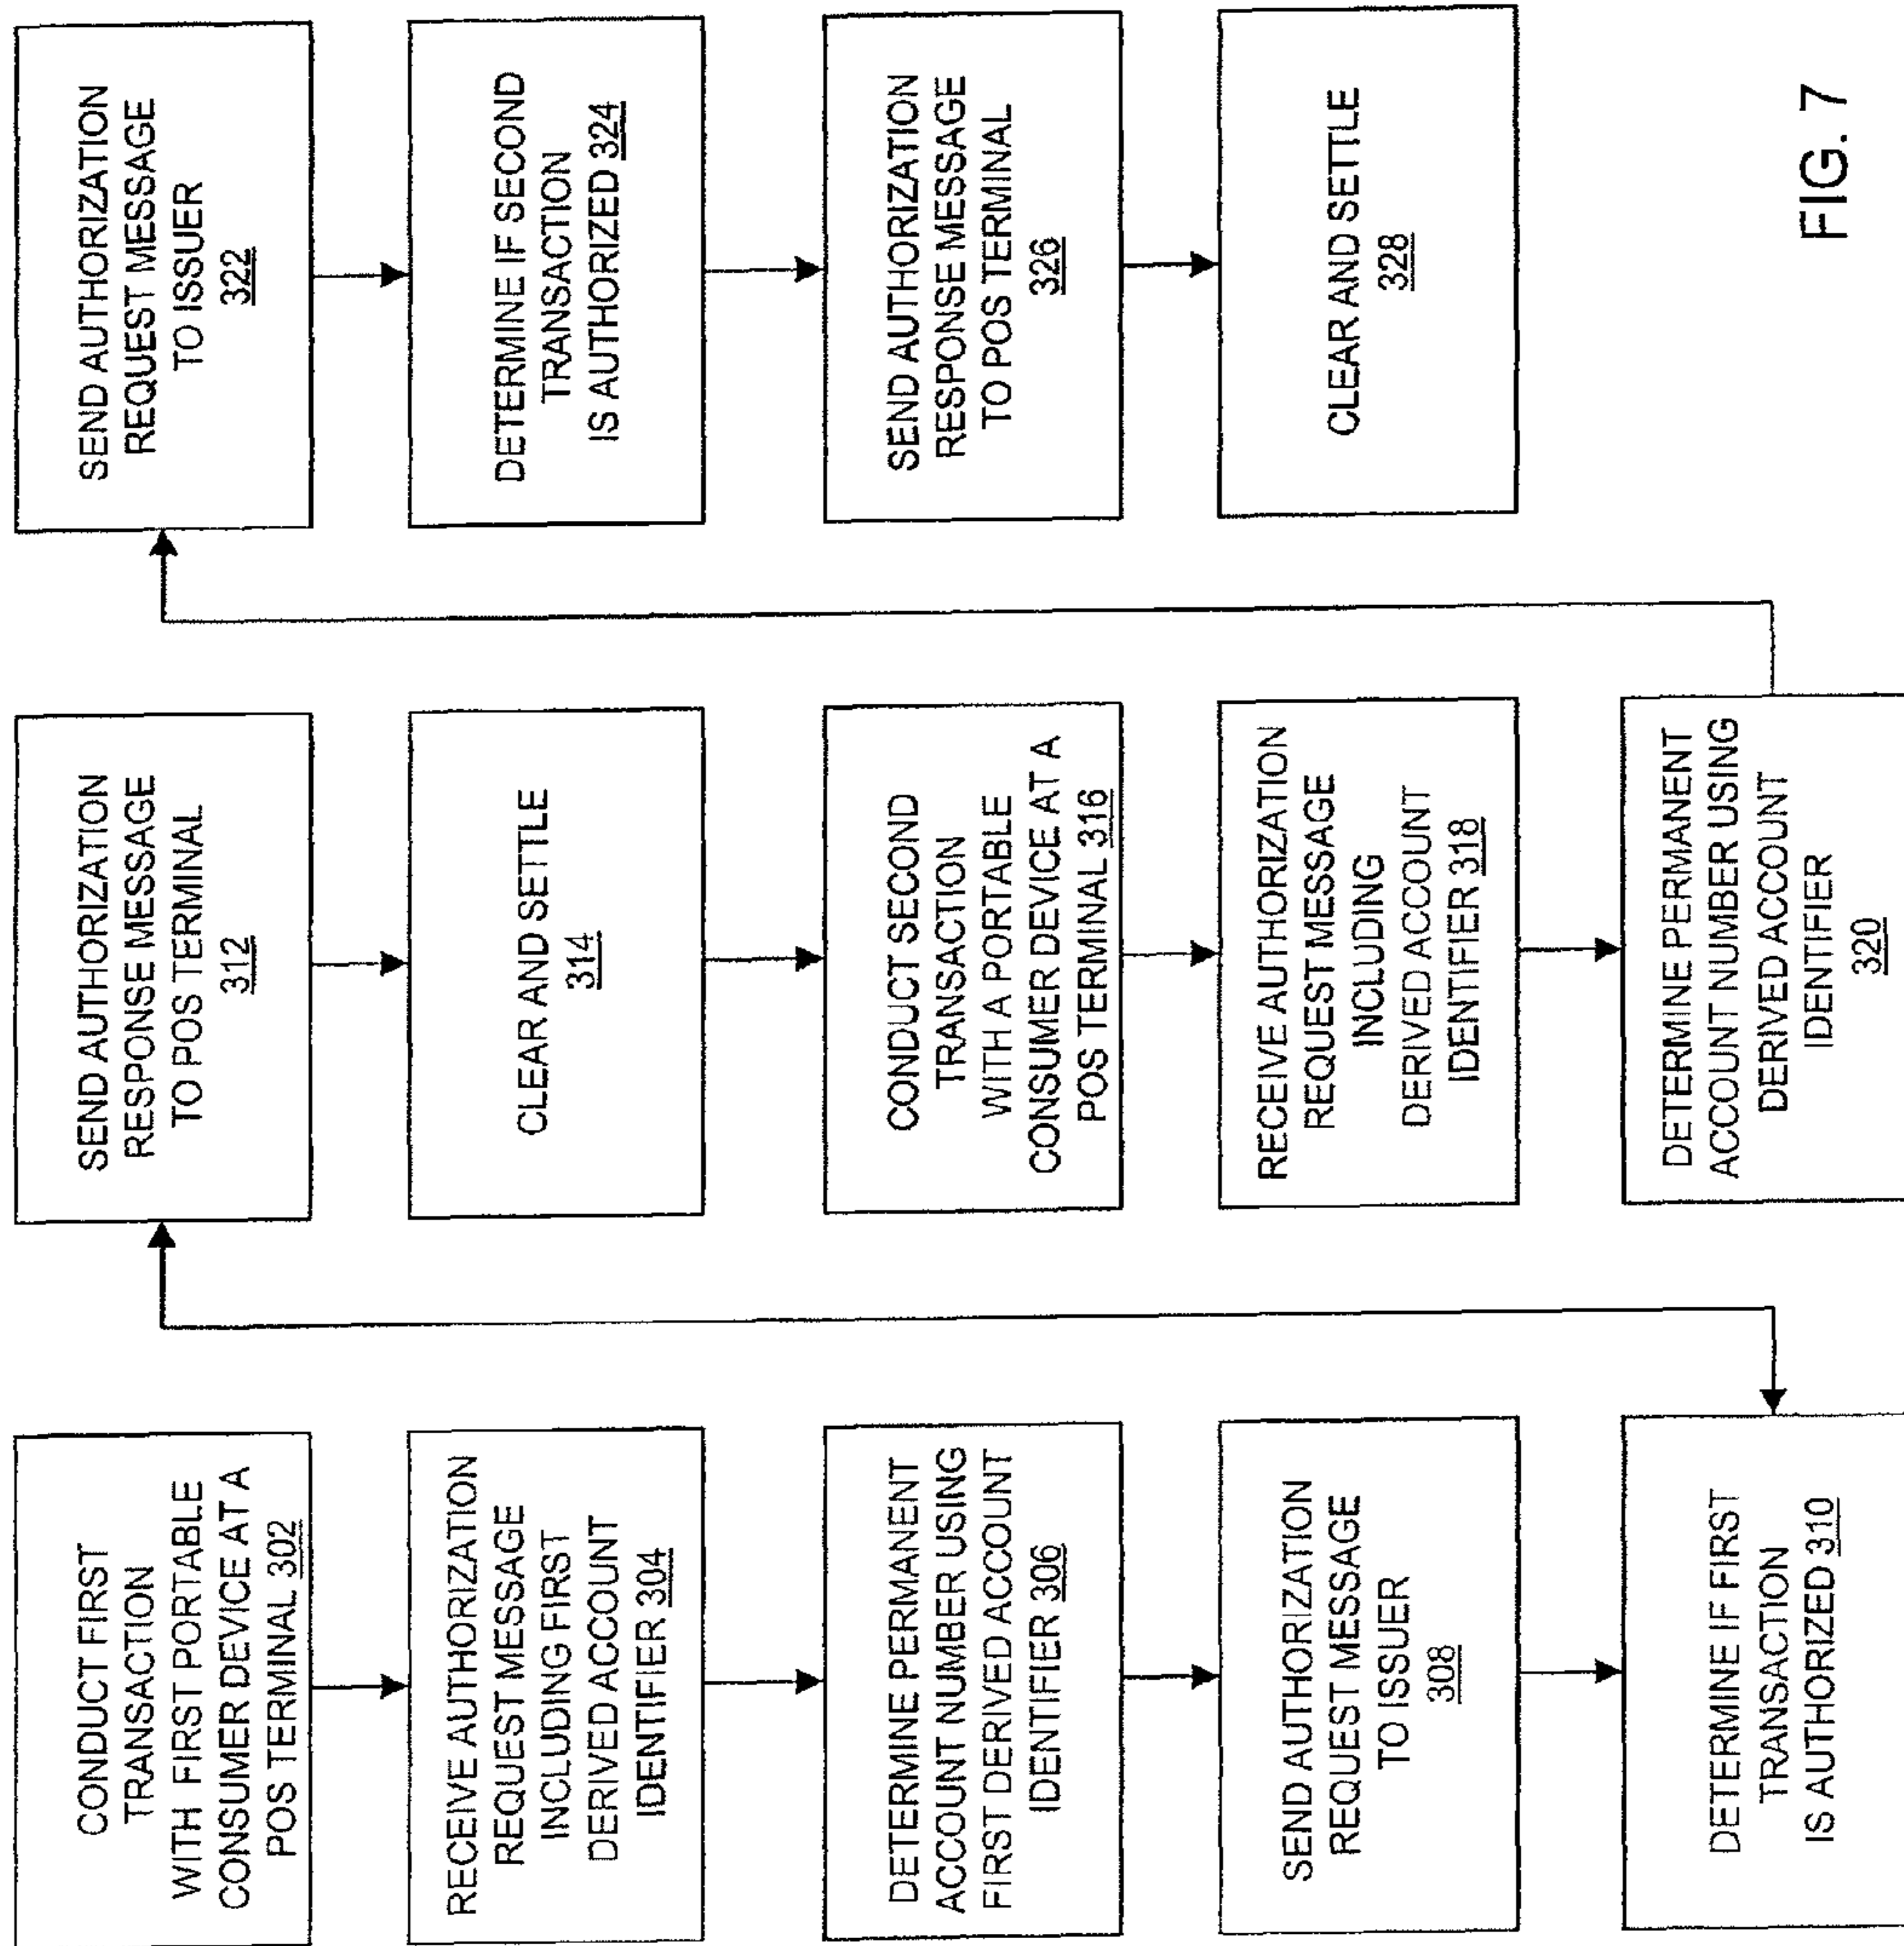 CONDUCT FIRST
TRANSACTION
WITH FIRST PORTABLE
CONSUMER DEVICE AT A
POS TERMINAL 302
RECEIVE AUTHORIZATION
REQUEST MESSAGE
INCLUDING FIRST
DERIVED ACCOUNT
IDENTIFIER 304
DETERMINE PERMANENT
ACCOUNT NUMBER USING
FIRST DERIVED ACCOUNT
IDENTIFIER 306
SEND AUTHORIZATION
REQUEST MESSAGE
TO ISSUER
308
DETERMINE IF FIRST
TRANSACTION
IS AUTHORIZED 310
SEND AUTHORIZATION
RESPONSE MESSAGE
TO POS TERMINAL
312
CLEAR AND SETTLE
314
CONDUCT SECOND
TRANSACTION
WITH A PORTABLE
CONSUMER DEVICE AT A
POS TERMINAL 316
RECEIVE AUTHORIZATION
REQUEST MESSAGE
INCLUDING
DERIVED ACCOUNT
IDENTIFIER 318
DETERMINE PERMANENT
ACCOUNT NUMBER USING
DERIVED ACCOUNT
IDENTIFIER
320
SEND AUTHORIZATION
REQUEST MESSAGE
TO ISSUER
322
DETERMINE IF SECOND
TRANSACTION
IS AUTHORIZED 324
SEND AUTHORIZATION
RESPONSE MESSAGE
TO POS TERMINAL
326
CLEAR AND SETTLE
328
FIG. 7